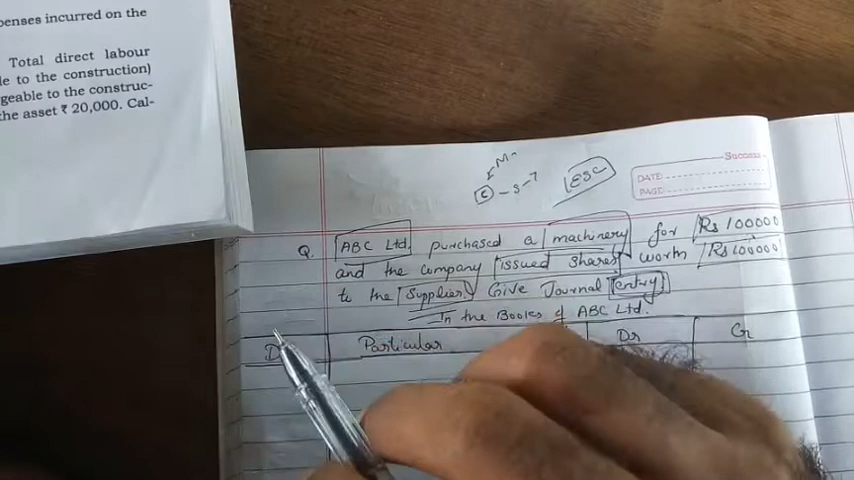 penses incurred on the
Total direct labour
le to the construction)
geable to the construc-
the asset ₹ 20,000. Cal-
Success
DATE
PAGE
M
C - S - 7
ESC
Q. ABC Ltd. purchased a machinery for Rs 100000
and the company issued shares worth Rs 100000
to the Supplier. Give Journal entry
In the Books of ABC Ltd.
Particular Dr Cr